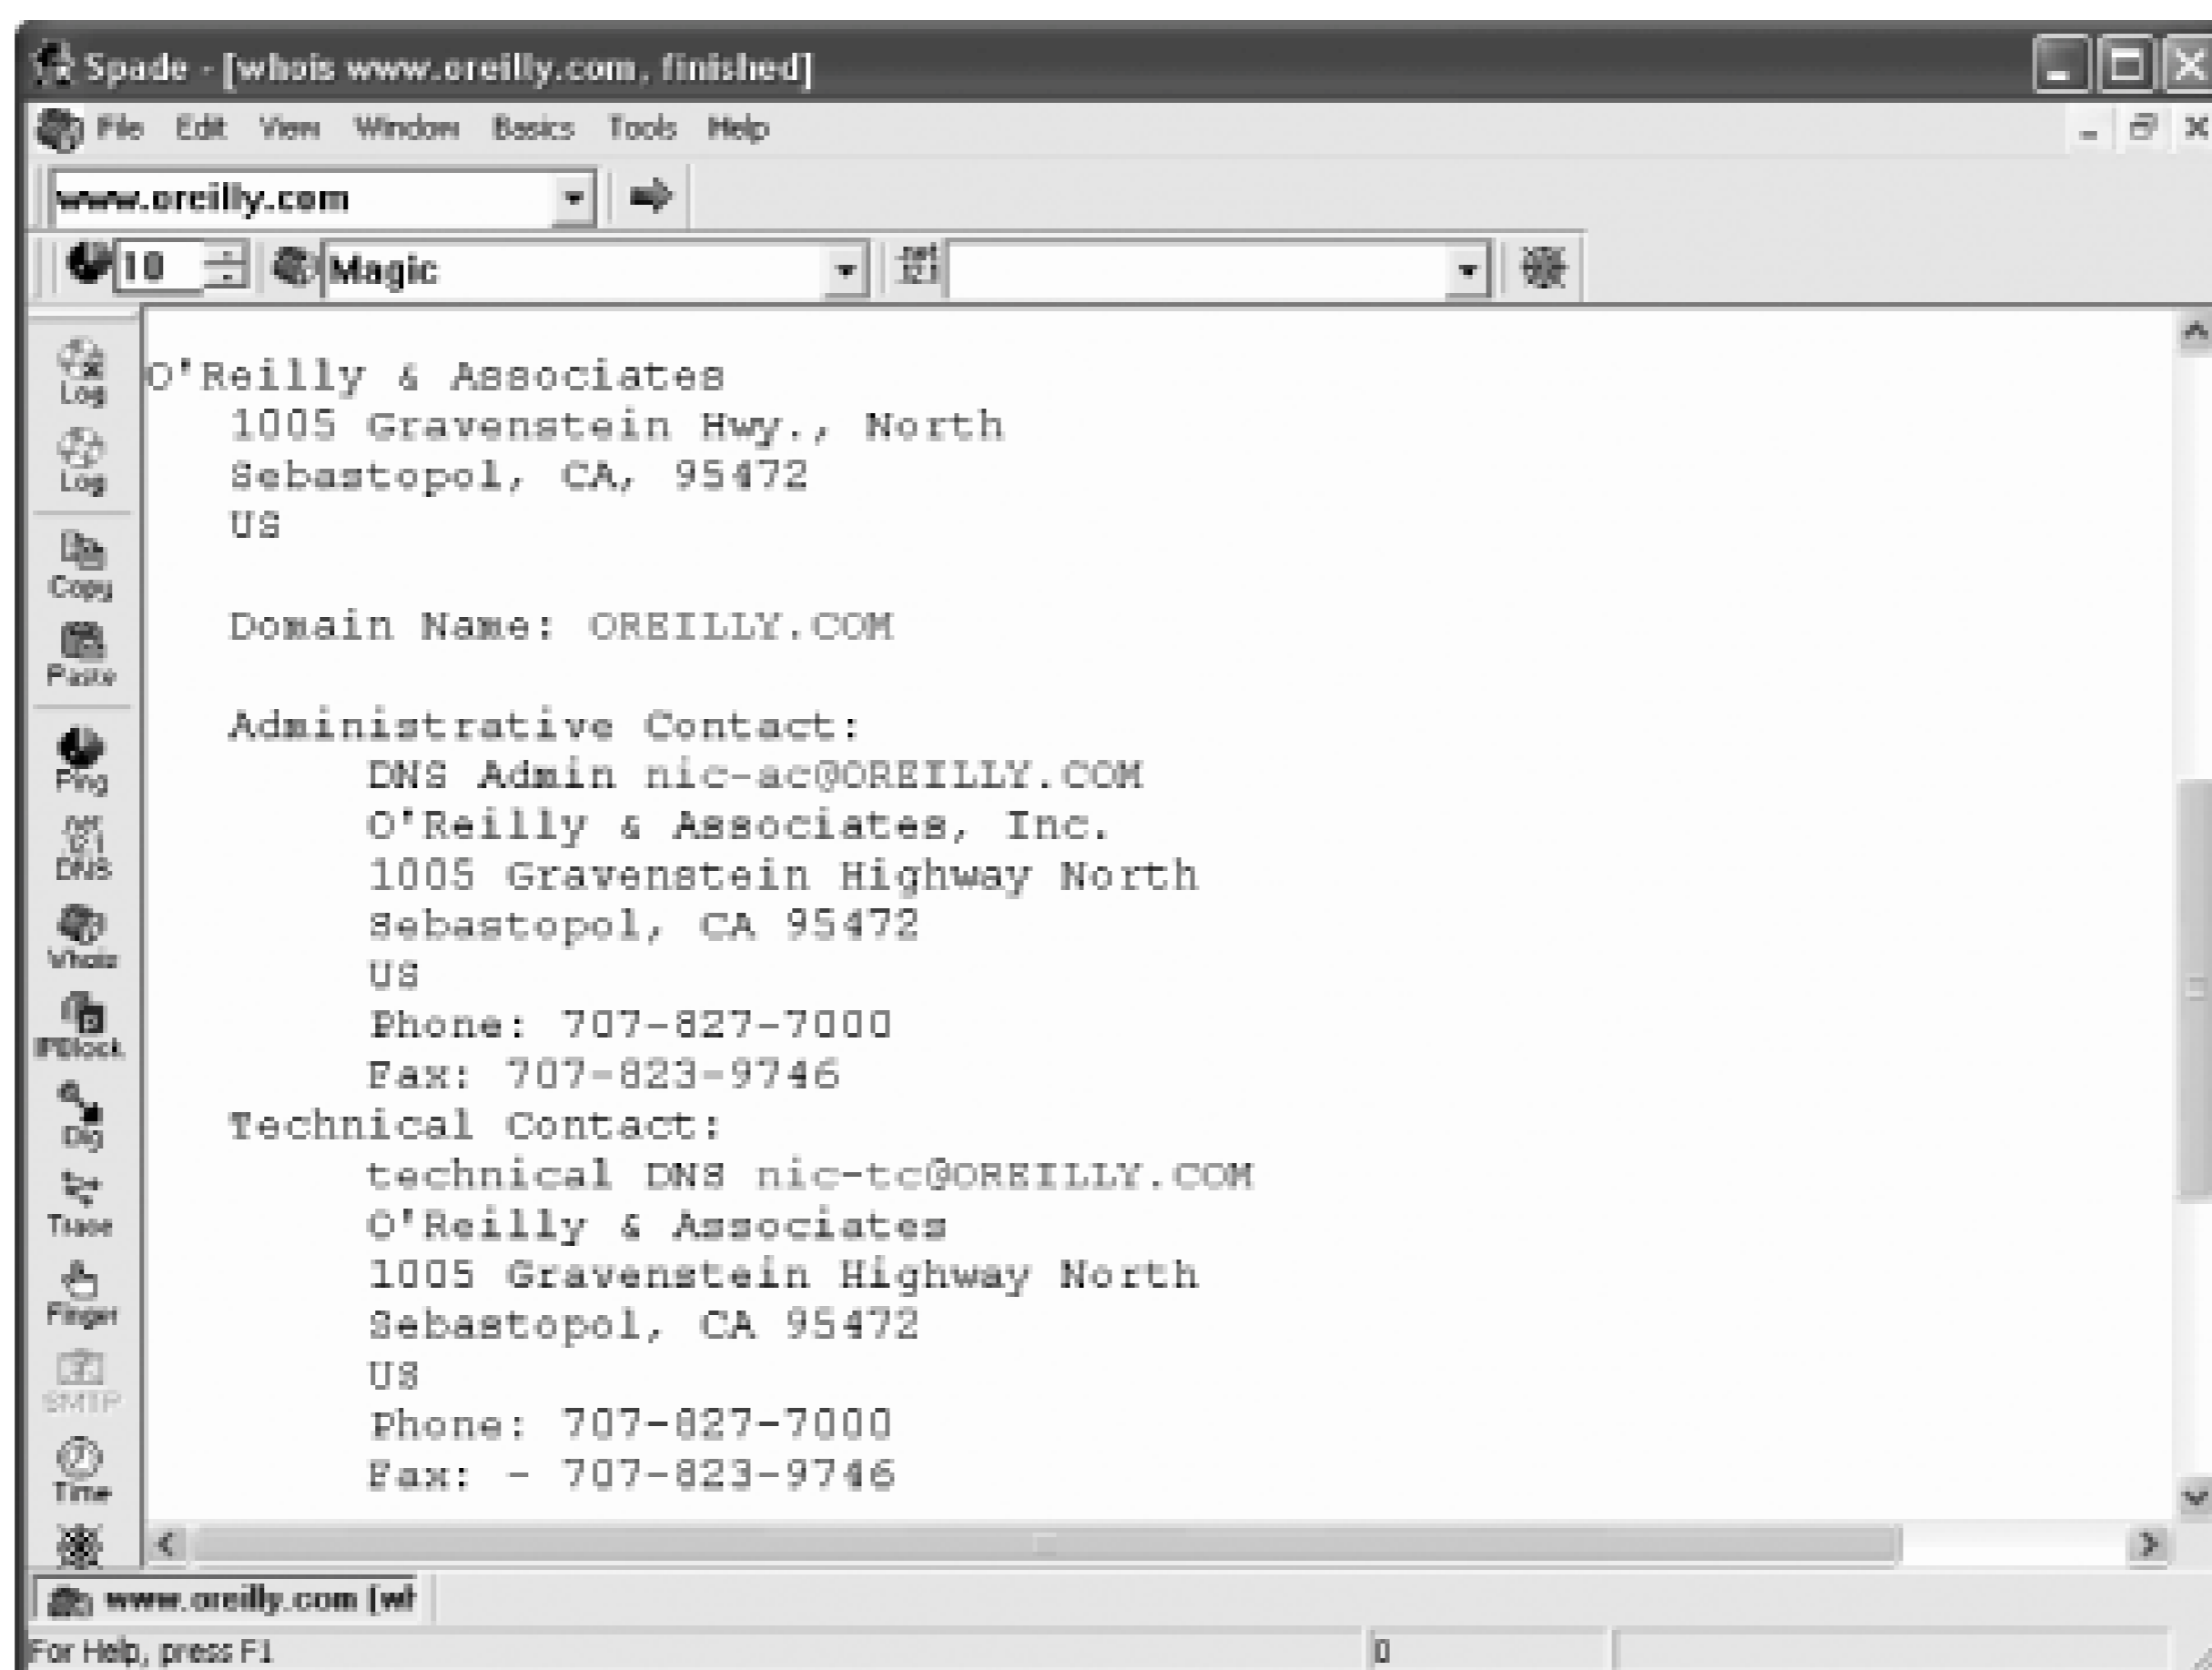 Spade - [whois www.oreilly.com, finished]
File Edit View Window Basics Tools Help
www.oreilly.com
10 Magic
O'Reilly & Associates
1005 Gravenstein Hwy., North
Sebastopol, CA, 95472
US
Domain Name: OREILLY.COM
Administrative Contact:
DNS Admin nic-ac@OREILLY.COM
O'Reilly & Associates, Inc.
1005 Gravenstein Highway North
Sebastopol, CA 95472
US
Phone: 707-827-7000
Fax: 707-823-9746
Technical Contact:
technical DNS nic-tc@OREILLY.COM
O'Reilly & Associates
1005 Gravenstein Highway North
Sebastopol, CA 95472
US
Phone: 707-827-7000
Fax: - 707-823-9746
Log
Log
Copy
Paste
Ping
DNS
Whois
IPBlock
Dig
Trace
Finger
SMTP
Time
www.oreilly.com [wh
For Help, press F1
0